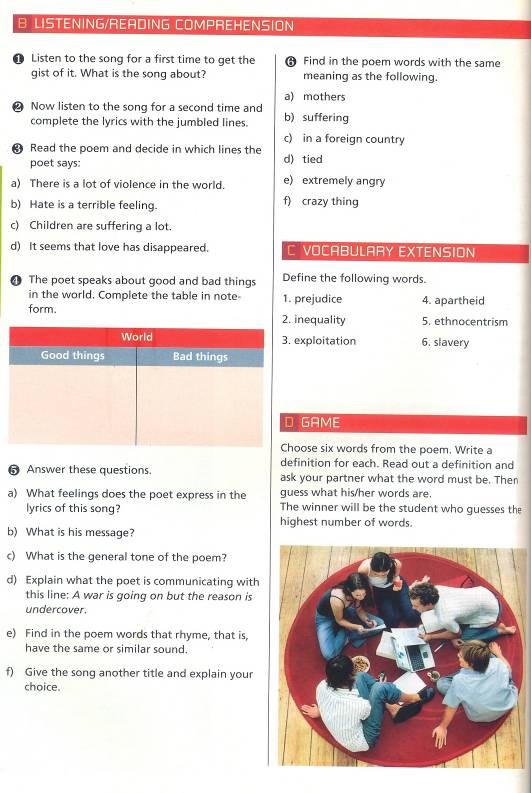 B LISTENING/READING COMPREHENSION
1 Listen to the song for a first time to get the
gist of it. What is the song about?
2 Now listen to the song for a second time and
complete the lyrics with the jumbled lines.
3 Read the poem and decide in which lines the
poet says:
a) There is a lot of violence in the world.
b) Hate is a terrible feeling.
c) Children are suffering a lot.
d) It seems that love has disappeared.
4 The poet speaks about good and bad things
in the world. Complete the table in note-
form.
World
Good things Bad things
5 Answer these questions.
a) What feelings does the poet express in the
lyrics of this song?
b) What is his message?
c) What is the general tone of the poem?
d) Explain what the poet is communicating with
this line: A war is going on but the reason is
undercover.
e) Find in the poem words that rhyme, that is,
have the same or similar sound.
f) Give the song another title and explain your
choice.
6 Find in the poem words with the same
meaning as the following.
a) mothers
b) suffering
c) in a foreign country
d) tied
e) extremely angry
f) crazy thing
C VOCABULARY EXTENSION
Define the following words.
1. prejudice 4. apartheid
2. inequality 5. ethnocentrism
3. exploitation 6. slavery
D GAME
Choose six words from the poem. Write a
definition for each. Read out a definition and
ask your partner what the word must be. Then
guess what his/her words are.
The winner will be the student who guesses the
highest number of words.